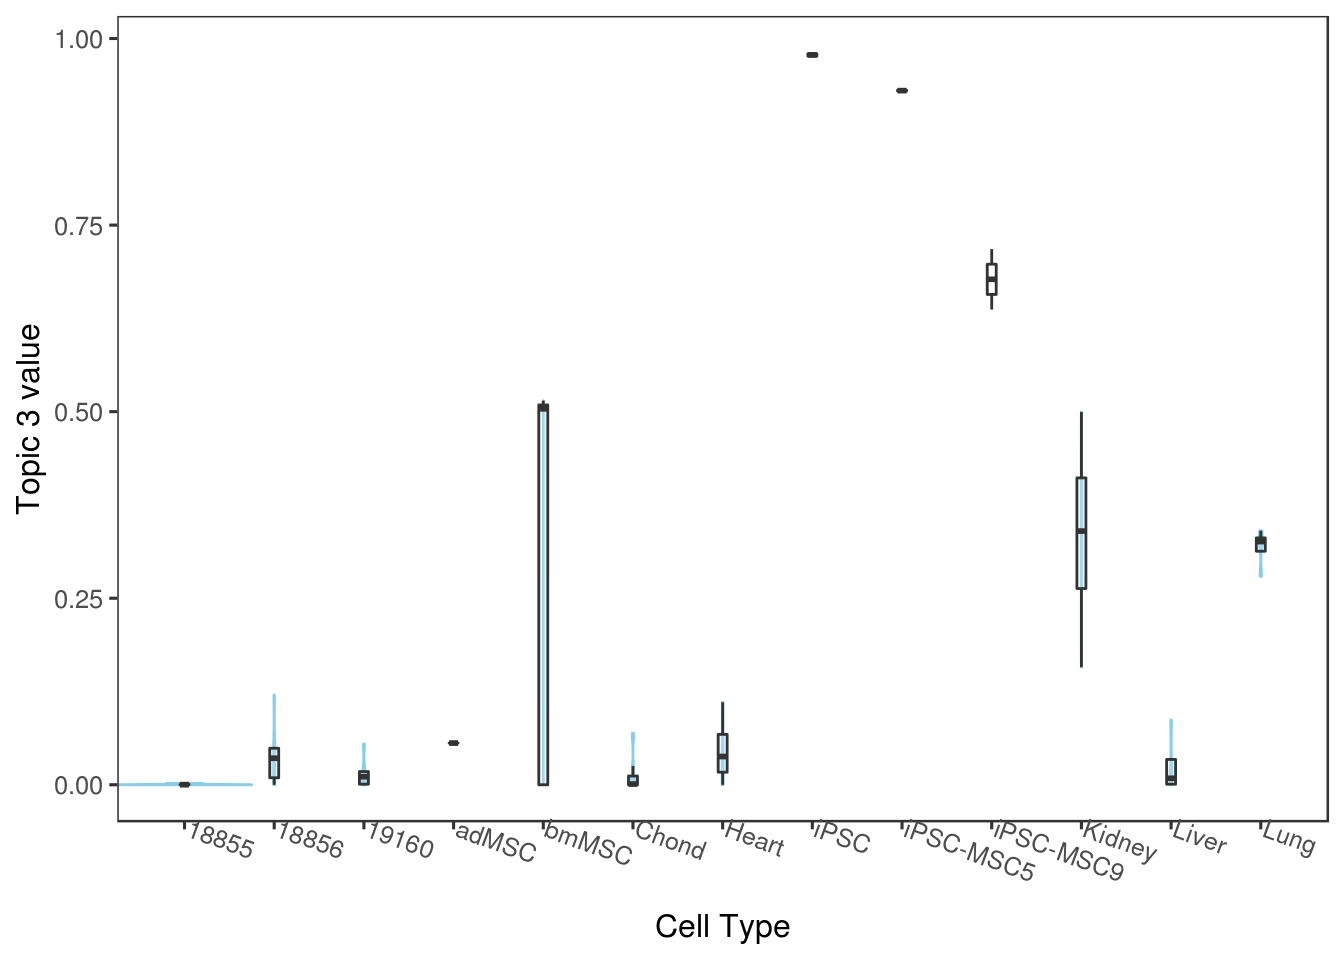 1.00
0.75
0.50
0.25
0.00
Topic 3 value
18855
18856
19160
adMSC
bmMSC
Chond
Heart
iPSC
iPSC-MSC5
iPSC-MSC9
Kidney
Liver
Lung
Cell Type